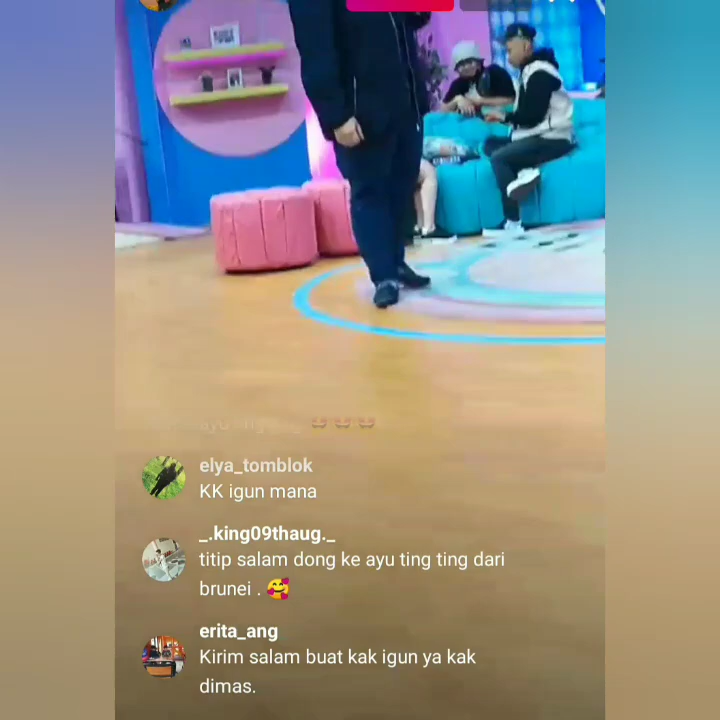 elya_tomblok
KK igun mana
_.king09thaug._
titip salam dong ke ayu ting ting dari
brunei . 🥰
erita_ang
Kirim salam buat kak igun ya kak
dimas.